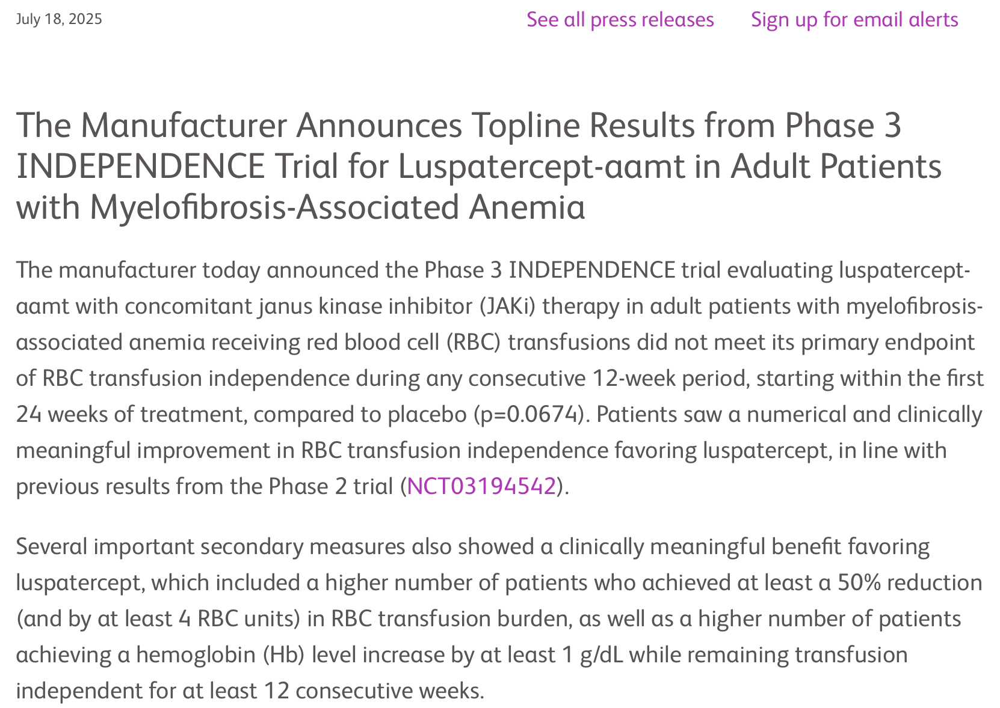 July 18, 2025
See all press releases
Sign up for email alerts
The Manufacturer Announces Topline Results from Phase 3
INDEPENDENCE Trial for Luspatercept-aamt in Adult Patients
with Myelofibrosis-Associated Anemia
The manufacturer today announced the Phase 3 INDEPENDENCE trial evaluating luspatercept-
aamt with concomitant janus kinase inhibitor (JAKi) therapy in adult patients with myelofibrosis-
associated anemia receiving red blood cell (RBC) transfusions did not meet its primary endpoint
of RBC transfusion independence during any consecutive 12-week period, starting within the first
24 weeks of treatment, compared to placebo (p=0.0674). Patients saw a numerical and clinically
meaningful improvement in RBC transfusion independence favoring luspatercept, in line with
previous results from the Phase 2 trial (NCT03194542).
Several important secondary measures also showed a clinically meaningful benefit favoring
luspatercept, which included a higher number of patients who achieved at least a 50% reduction
(and by at least 4 RBC units) in RBC transfusion burden, as well as a higher number of patients
achieving a hemoglobin (Hb) level increase by at least 1 g/dL while remaining transfusion
independent for at least 12 consecutive weeks.